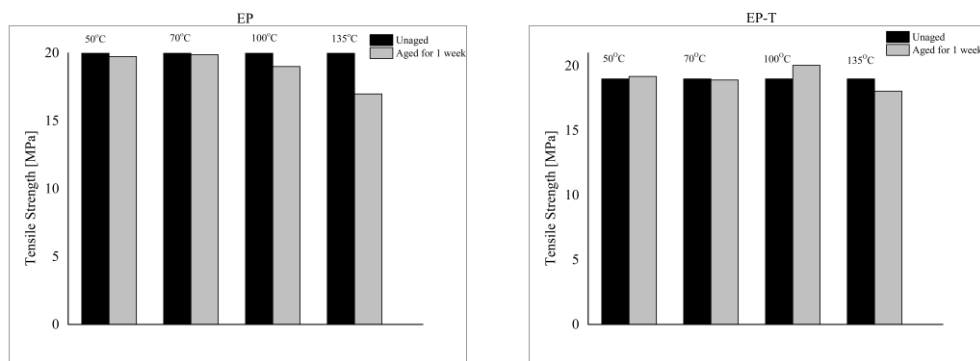 EP
50°C
70°C
100°C
135°C
Unaged
Aged for 1 week
20
15
10
5
0
Tensile Strength [MPa]
EP-T
50°C
70°C
100°C
135°C
Unaged
Aged for 1 week
20
15
10
5
0
Tensile Strength [MPa]